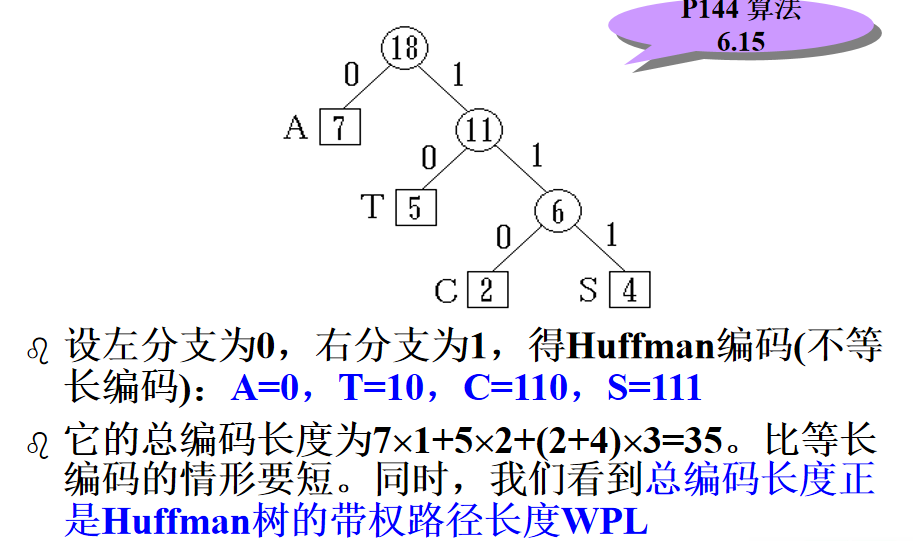 P144 算法
6.15
18
0
1
A 7
11
0
1
T 5
6
0
1
C 2
S 4
设左分支为0，右分支为1，得Huffman编码(不等
长编码)：A=0，T=10，C=110，S=111
它的总编码长度为7×1+5×2+(2+4)×3=35。比等长
编码的情形要短。同时，我们看到总编码长度正
是Huffman树的带权路径长度WPL